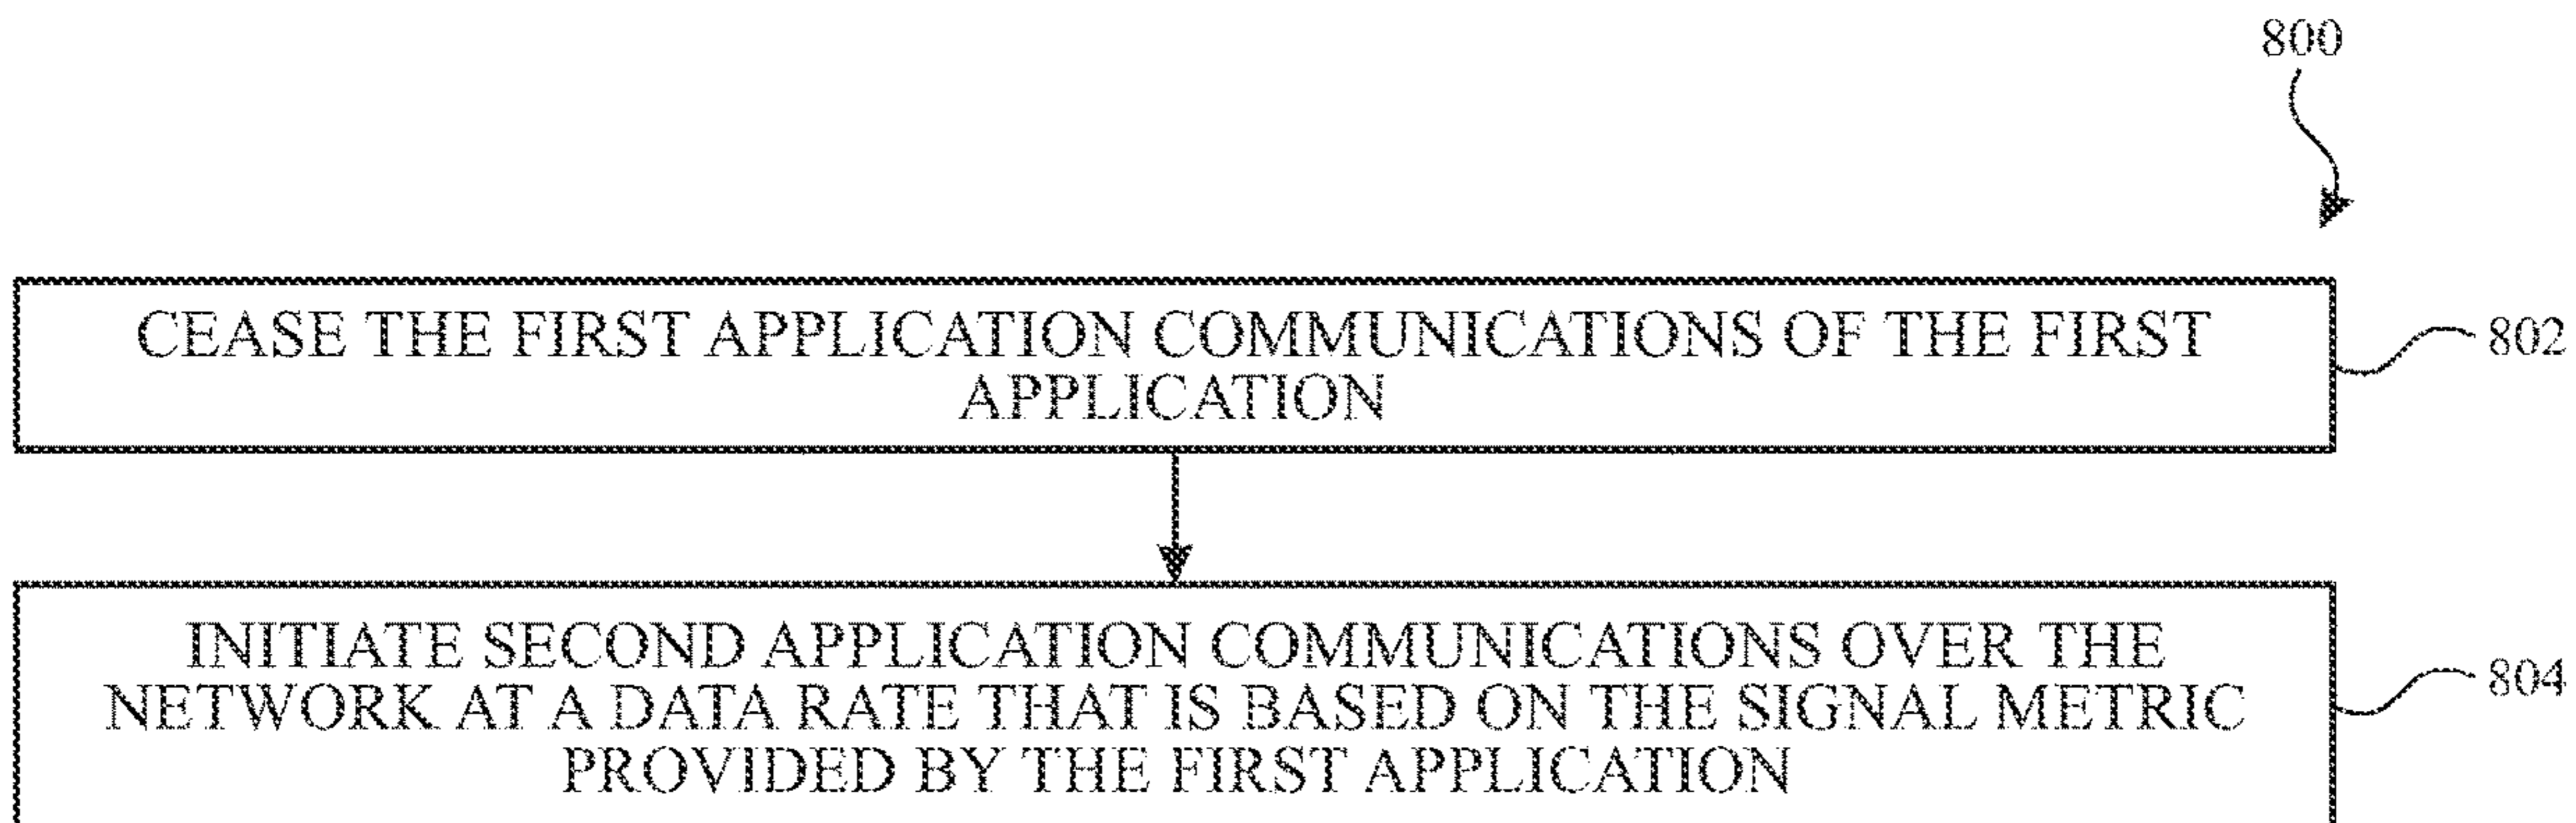 800
CEASE THE FIRST APPLICATION COMMUNICATIONS OF THE FIRST
APPLICATION
802
INITIATE SECOND APPLICATION COMMUNICATIONS OVER THE
NETWORK AT A DATA RATE THAT IS BASED ON THE SIGNAL METRIC
PROVIDED BY THE FIRST APPLICATION
804